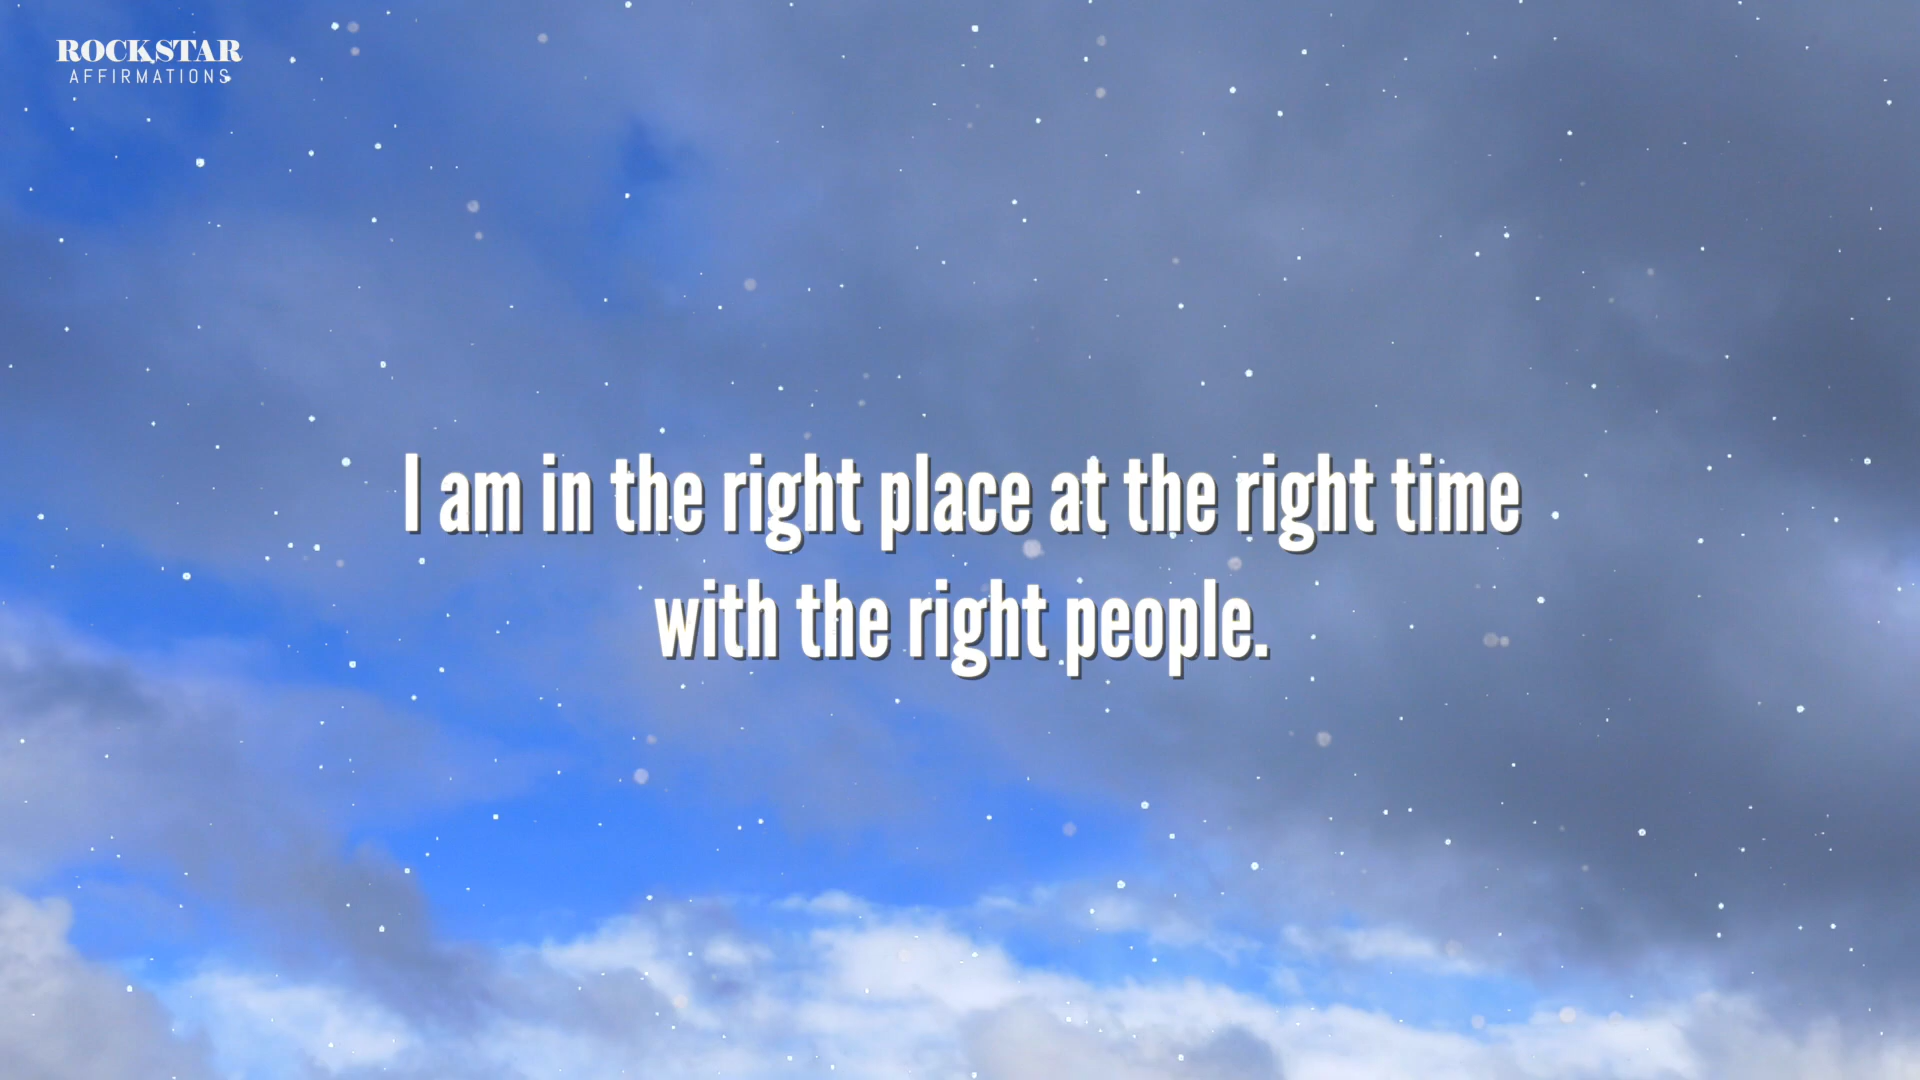 ROCKSTAR
AFFIRMATIONS
I am in the right place at the right time
with the right people.